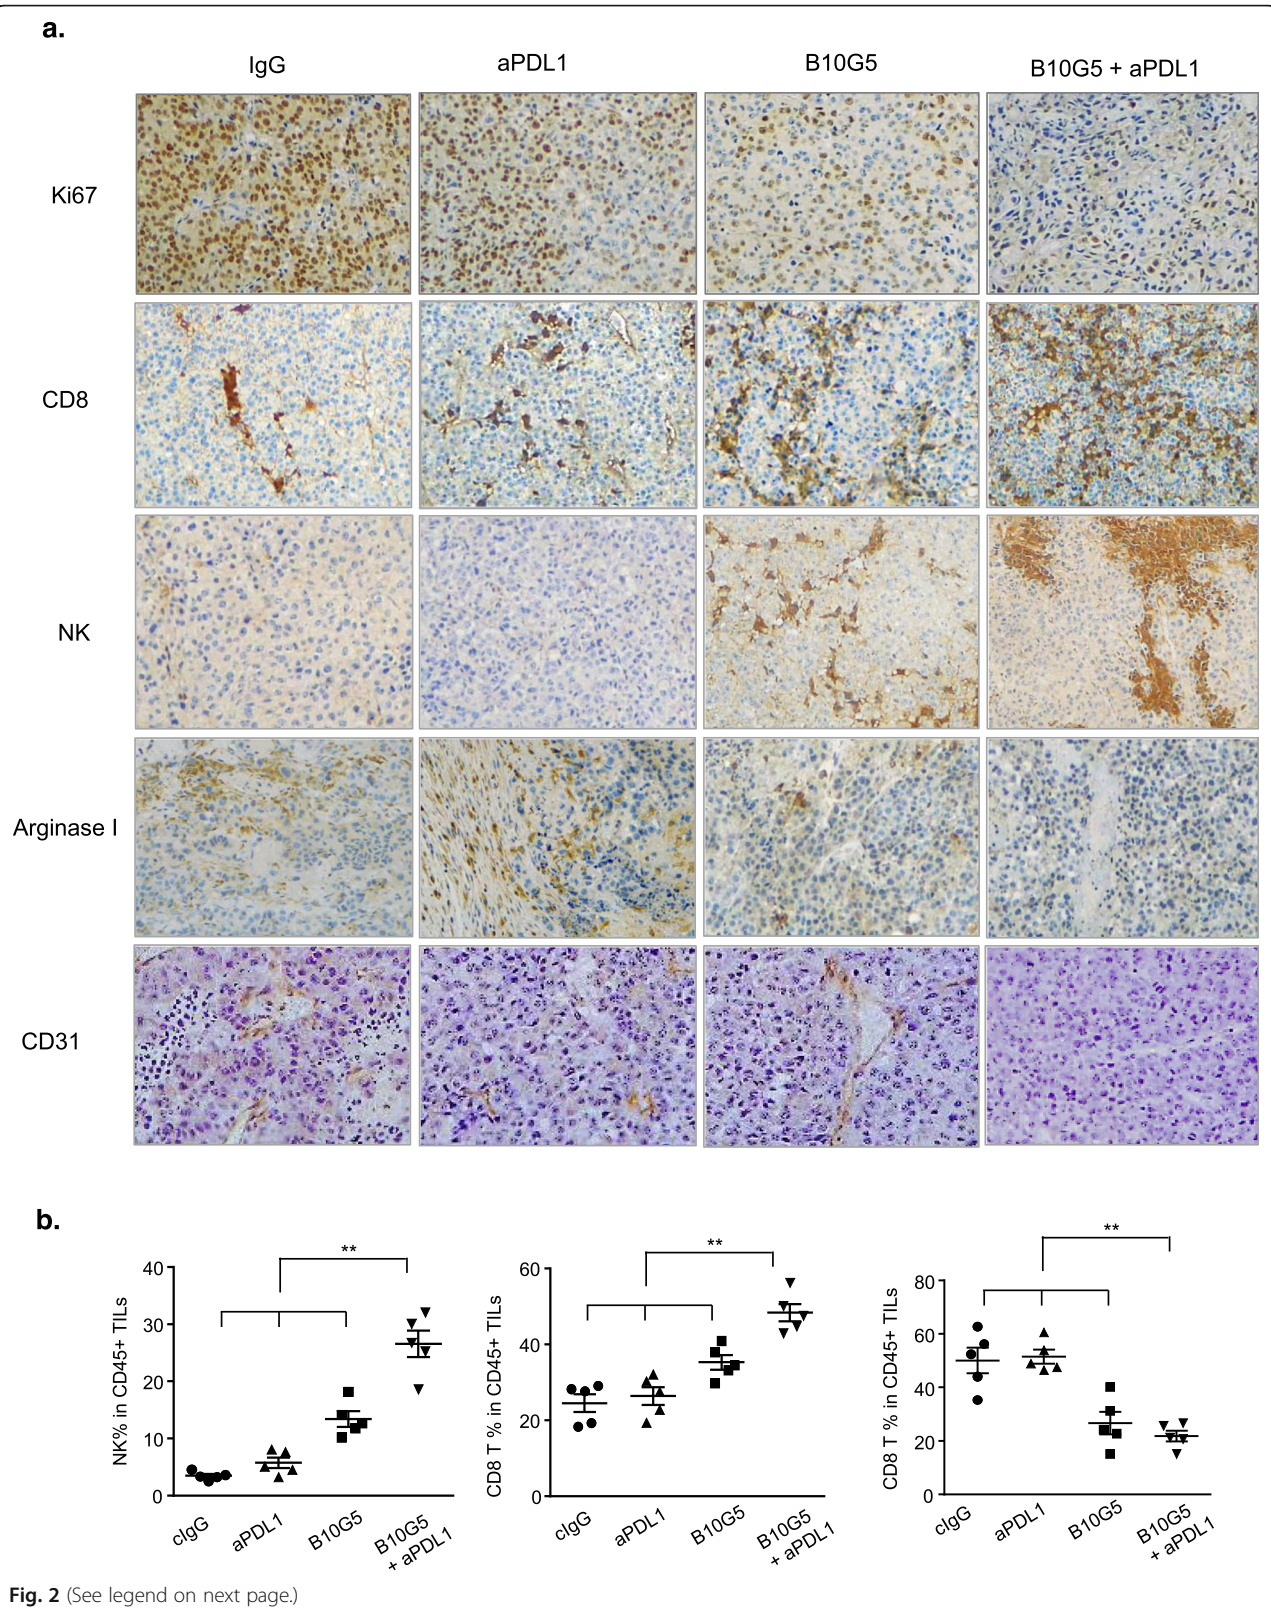 a.
IgG
aPDL1
B10G5
B10G5 + aPDL1
Ki67
CD8
NK
Arginase I
CD31
b.
**
40
30
20
10
0
NK% in CD45+ TILs
cIgG
aPDL1
B10G5
B10G5
+ aPDL1
**
60
40
20
0
CD8 T % in CD45+ TILs
cIgG
aPDL1
B10G5
B10G5
+ aPDL1
**
80
60
40
20
0
CD8 T % in CD45+ TILs
cIgG
aPDL1
B10G5
B10G5
+ aPDL1
Fig. 2 (See legend on next page.)